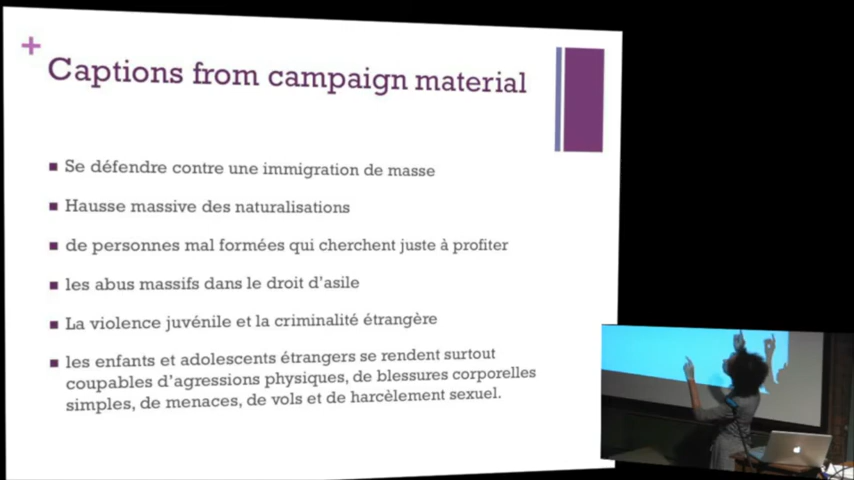 +
Captions from campaign material
Se défendre contre une immigration de masse
Hausse massive des naturalisations
de personnes mal formées qui cherchent juste à profiter
les abus massifs dans le droit d'asile
La violence juvénile et la criminalité étrangère
les enfants et adolescents étrangers se rendent surtout
coupables d'agressions physiques, de blessures corporelles
simples, de menaces, de vols et de harcèlement sexuel.